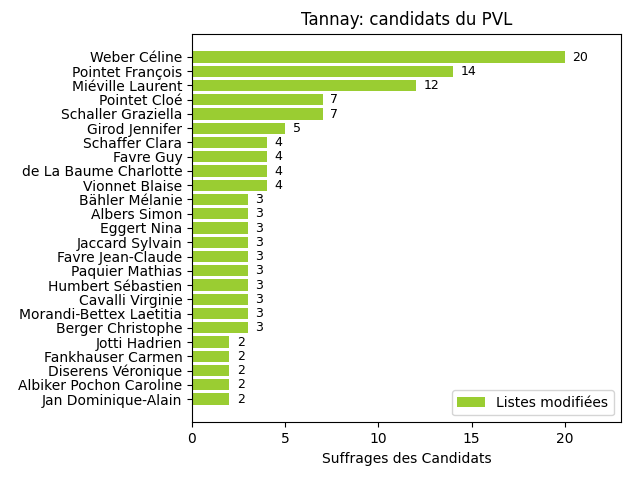 Tannay: candidats du PVL
Weber Céline 20
Pointet François 14
Miéville Laurent 12
Pointet Cloé 7
Schaller Graziella 7
Girod Jennifer 5
Schaffer Clara 4
Favre Guy 4
de La Baume Charlotte 4
Vionnet Blaise 4
Bähler Mélanie 3
Albers Simon 3
Eggert Nina 3
Jaccard Sylvain 3
Favre Jean-Claude 3
Paquier Mathias 3
Humbert Sébastien 3
Cavalli Virginie 3
Morandi-Bettex Laetitia 3
Berger Christophe 3
Jotti Hadrien 2
Fankhauser Carmen 2
Diserens Véronique 2
Albiker Pochon Caroline 2
Jan Dominique-Alain 2
Listes modifiées
0 5 10 15 20
Suffrages des Candidats